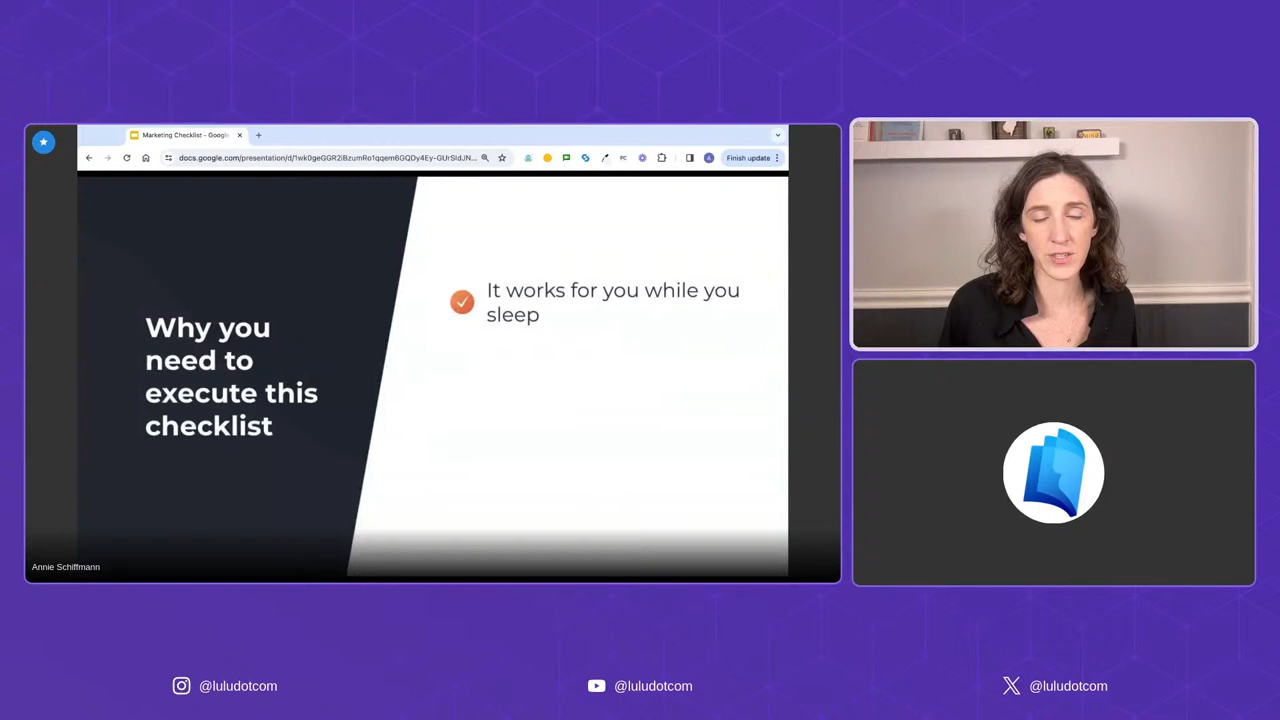 Marketing Checklist - Google
docs.google.com/presentation/d/1wk0geGGR2iBzumRo1qqem6GQDy4Ey-GUrSldJN...
Finish update
Why you
need to
execute this
checklist
It works for you while you
sleep
Annie Schiffmann
@luludotcom
@luludotcom
@luludotcom